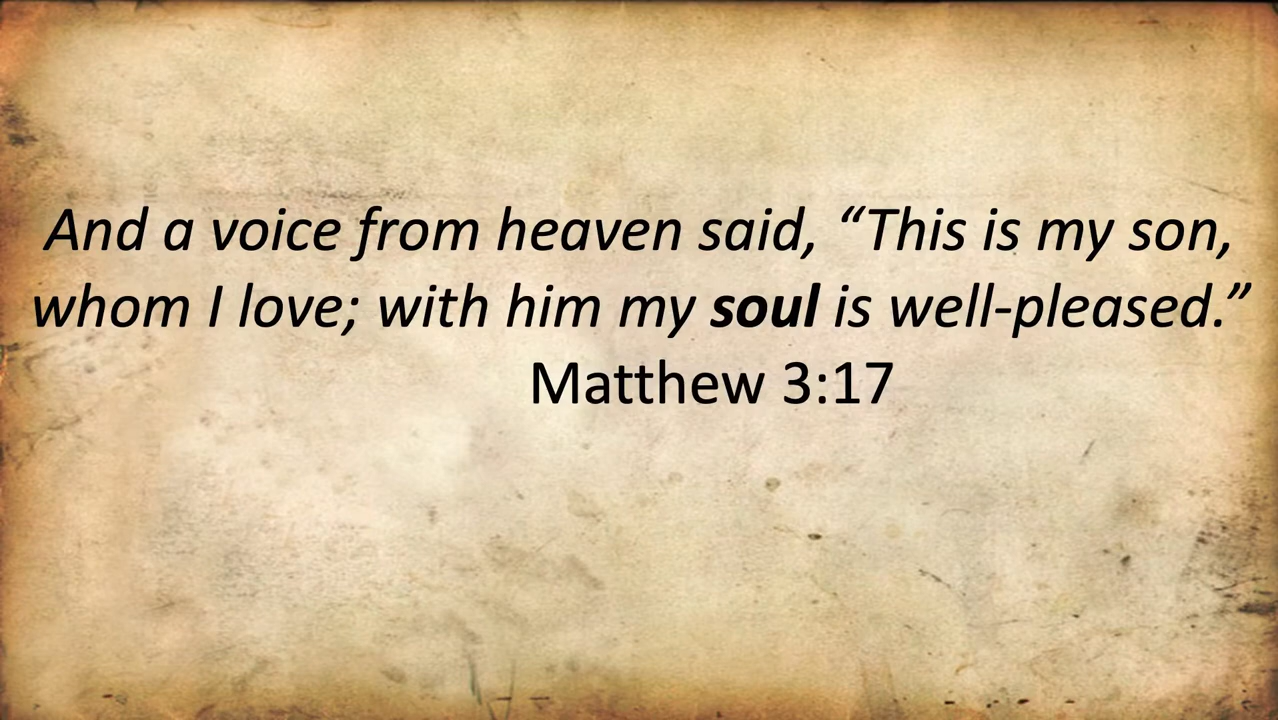 And a voice from heaven said, “This is my son,
whom I love; with him my soul is well-pleased.”
Matthew 3:17